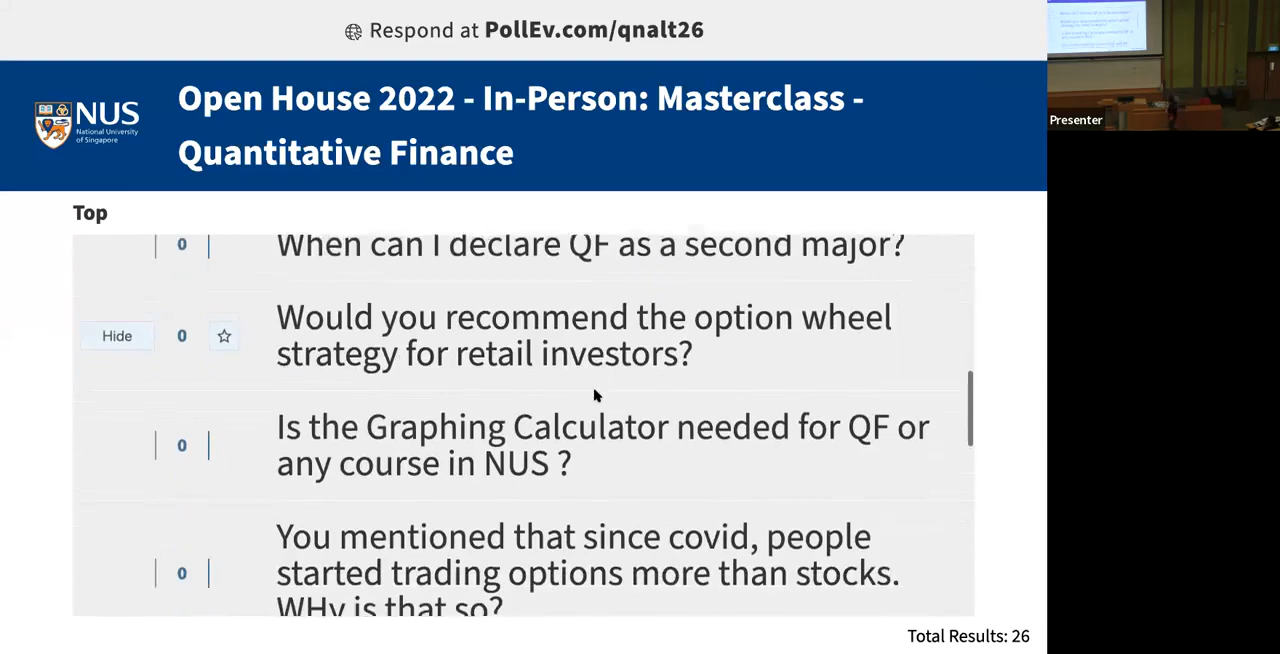 Respond at PollEv.com/qnalt26
NUS
National University
of Singapore
Open House 2022 - In-Person: Masterclass -
Quantitative Finance
Presenter
Top
0
When can I declare QF as a second major?
Hide
0
Would you recommend the option wheel
strategy for retail investors?
0
Is the Graphing Calculator needed for QF or
any course in NUS ?
0
You mentioned that since covid, people
started trading options more than stocks.
WHy is that so?
Total Results: 26